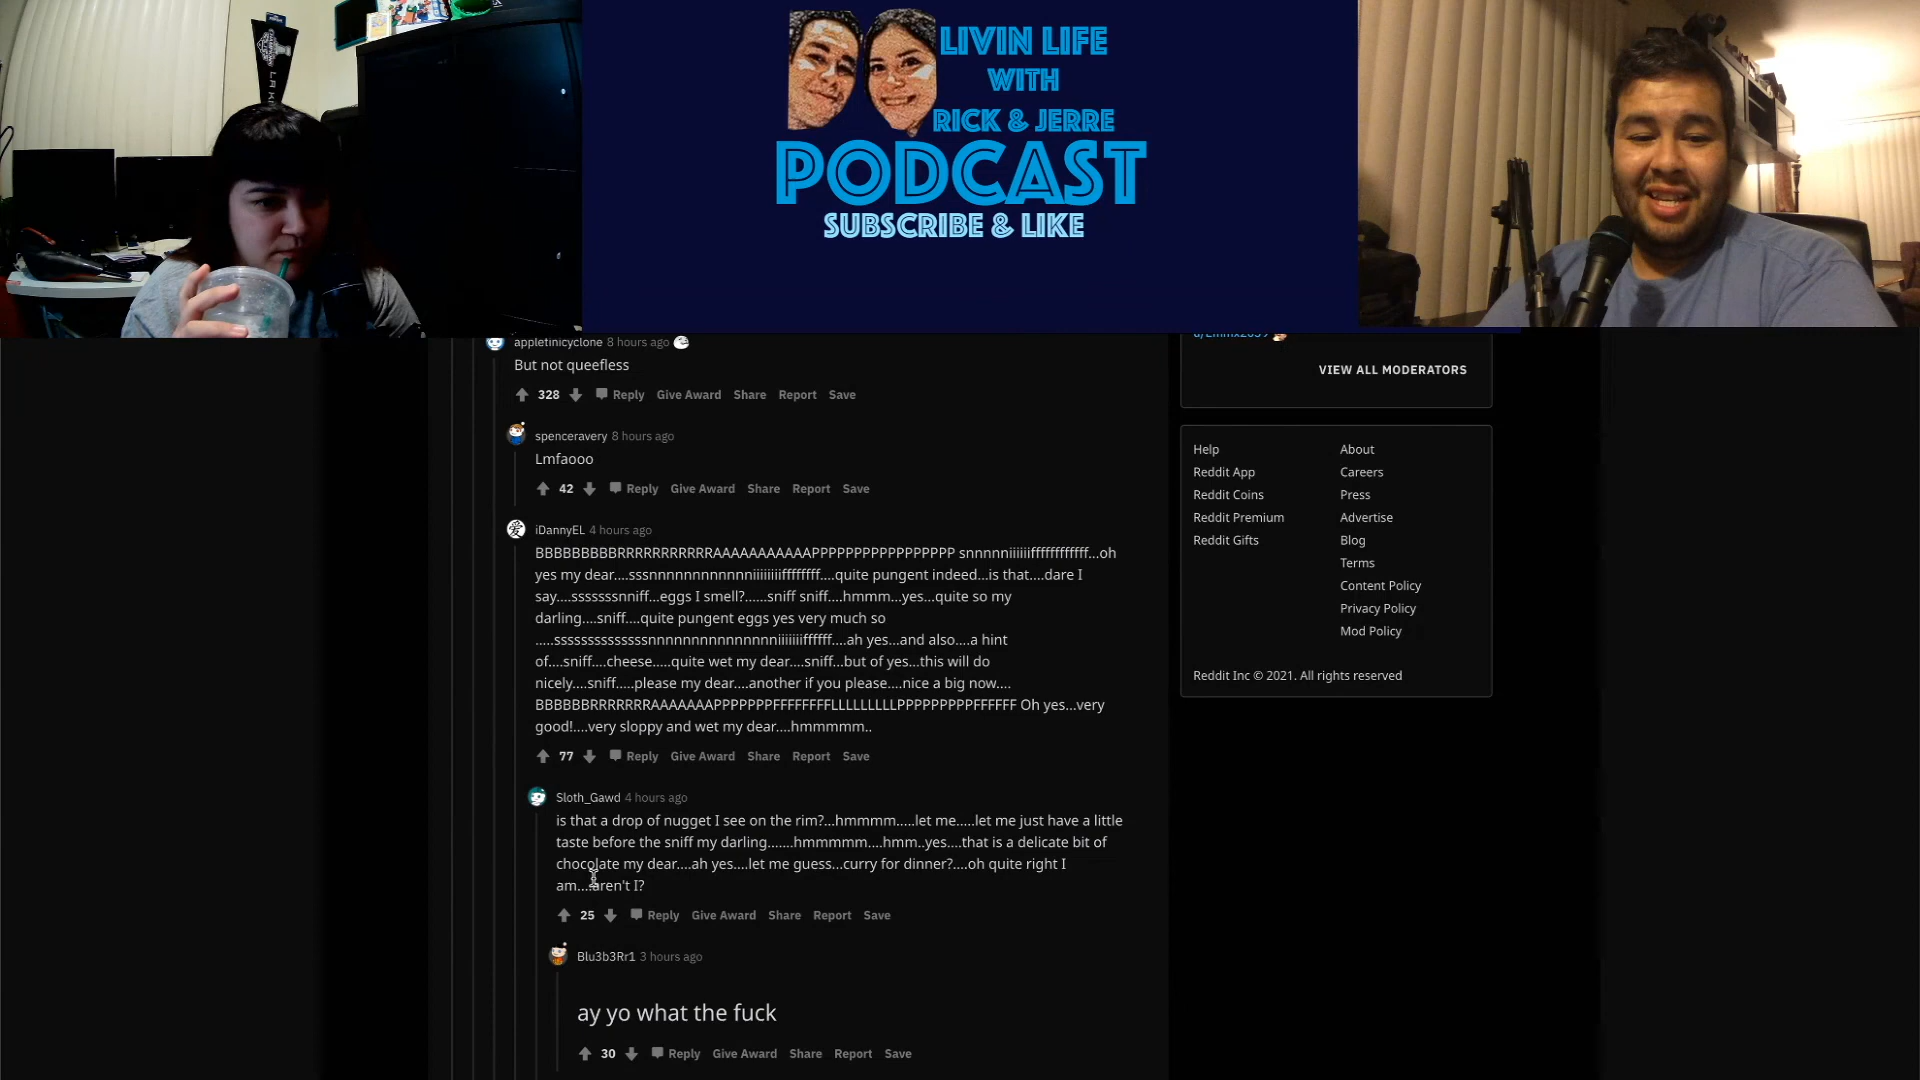 LIVIN LIFE
WITH
RICK & JERRE
PODCAST
SUBSCRIBE & LIKE
appletinicyclone 8 hours ago
But not queefless
328 Reply Give Award Share Report Save
spenceravery 8 hours ago
Lmfaooo
42 Reply Give Award Share Report Save
iDannyEL 4 hours ago
BBBBBBBBBRRRRRRRRRRRAAAAAAAAAAAPPPPPPPPPPPPPPPPP snnnnniiiiiifffffffffffff...oh
yes my dear....sssnnnnnnnnnnnniiiiiiiffffffff....quite pungent indeed...is that....dare I
say....sssssssnniff...eggs I smell?......sniff sniff....hmmm...yes...quite so my
darling....sniff....quite pungent eggs yes very much so
.....ssssssssssssssnnnnnnnnnnnnnnniiiiiiiffffff....ah yes...and also....a hint
of....sniff....cheese.....quite wet my dear....sniff...but of yes...this will do
nicely....sniff.....please my dear....another if you please....nice a big now....
BBBBBBRRRRRRRAAAAAAAPPPPPPPFFFFFFFFLLLLLLLLLPPPPPPPPPFFFFFF Oh yes...very
good!....very sloppy and wet my dear....hmmmmm..
77 Reply Give Award Share Report Save
Sloth_Gawd 4 hours ago
is that a drop of nugget I see on the rim?...hmmmm.....let me.....let me just have a little
taste before the sniff my darling.......hmmmmm....hmm..yes....that is a delicate bit of
chocolate my dear....ah yes....let me guess...curry for dinner?....oh quite right I
am....aren't I?
25 Reply Give Award Share Report Save
Blu3b3Rr1 3 hours ago
ay yo what the fuck
30 Reply Give Award Share Report Save
VIEW ALL MODERATORS
Help About
Reddit App Careers
Reddit Coins Press
Reddit Premium Advertise
Reddit Gifts Blog
Terms
Content Policy
Privacy Policy
Mod Policy
Reddit Inc © 2021. All rights reserved